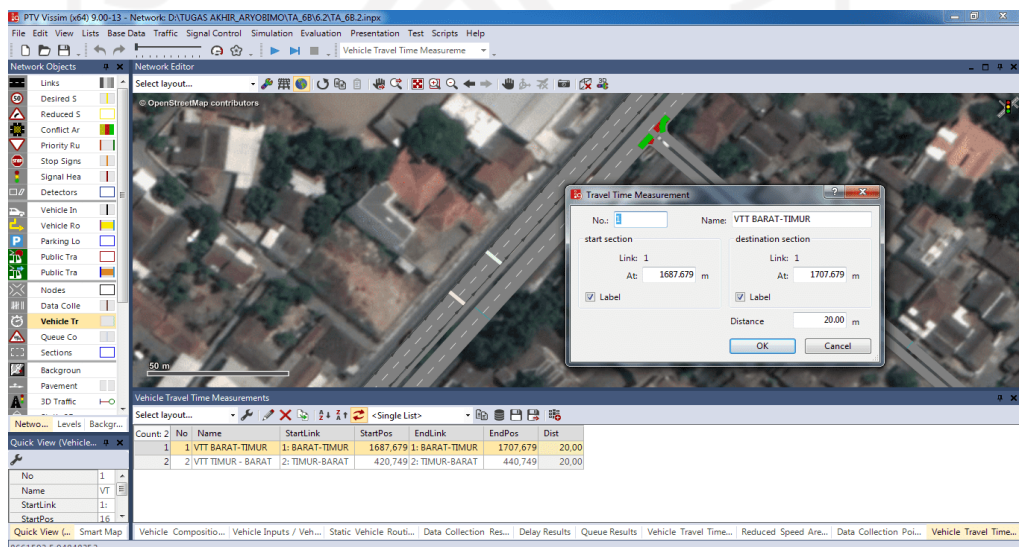 PTV Vissim (x64) 9.00-13 - Network: D:\TUGAS AKHIR_ARYOBIMO\TA_6B\6.2\TA_6B.2.inpx
File Edit View Lists Base Data Traffic Signal Control Simulation Evaluation Presentation Test Scripts Help
Vehicle Travel Time Measureme
Network Objects
Network Editor
Select layout...
© OpenStreetMap contributors
Links
Desired S
Reduced S
Conflict Ar
Priority Ru
Stop Signs
Signal Hea
Detectors
Vehicle In
Vehicle Ro
Parking Lo
Public Tra
Public Tra
Nodes
Data Colle
Vehicle Tr
Queue Co
Sections
Backgroun
Pavement
3D Traffic
Netwo... Levels Backgr...
50 m
Travel Time Measurement
No.: 1 Name: VTT BARAT-TIMUR
start section destination section
Link: 1 Link: 1
At: 1687.679 m At: 1707.679 m
Label Label
Distance 20.00 m
OK Cancel
Vehicle Travel Time Measurements
Select layout... <Single List>
Count: 2 No Name StartLink StartPos EndLink EndPos Dist
1 1 VTT BARAT-TIMUR 1: BARAT-TIMUR 1687,679 1: BARAT-TIMUR 1707,679 20,00
2 2 VTT TIMUR - BARAT 2: TIMUR-BARAT 420,749 2: TIMUR-BARAT 440,749 20,00
Quick View (Vehicle...
No 1
Name VT
StartLink 1:
StartPos 16
Quick View (... Smart Map
Vehicle Compositio... Vehicle Inputs / Veh... Static Vehicle Routi... Data Collection Res... Delay Results Queue Results Vehicle Travel Time... Reduced Speed Are... Data Collection Poi... Vehicle Travel Time...